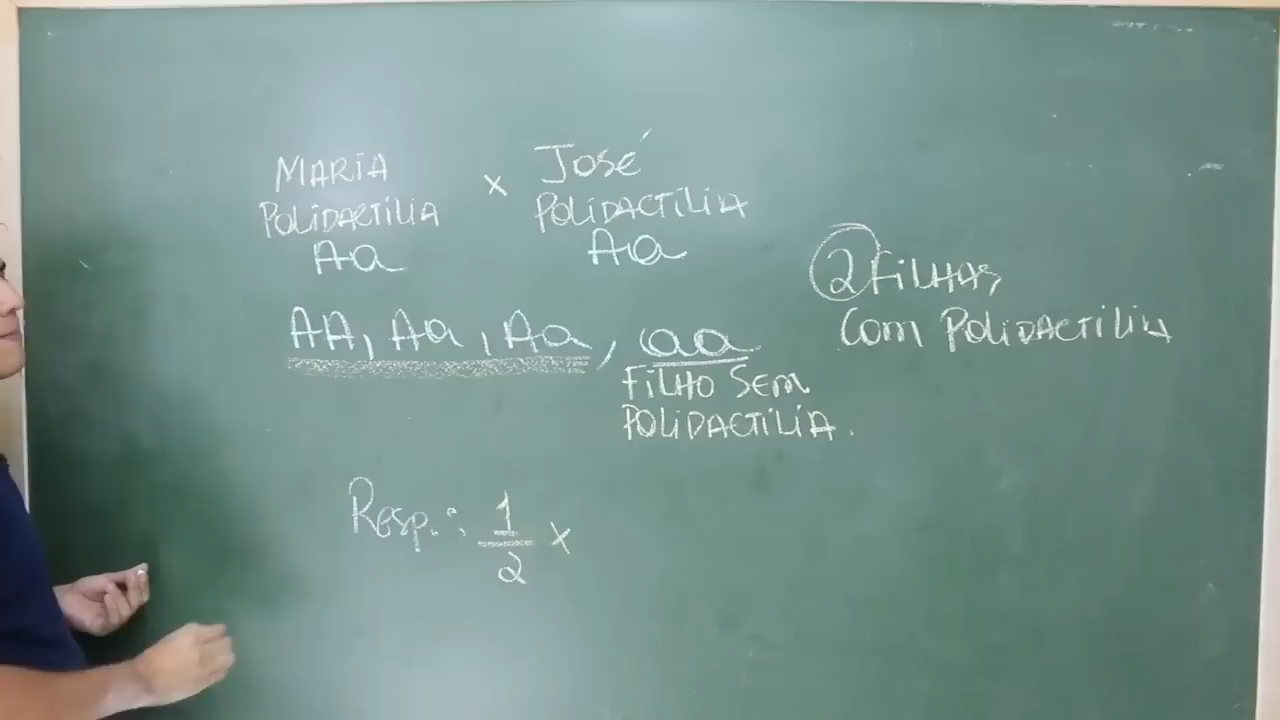 MARIA × JOSÉ
POLIDACTILIA POLIDACTILIA
Aa Aa
AA, Aa, Aa, aa
FILHO SEM
POLIDACTILIA.
2 FILHAS
COM POLIDACTILIA
Resp.: 1/2 ×